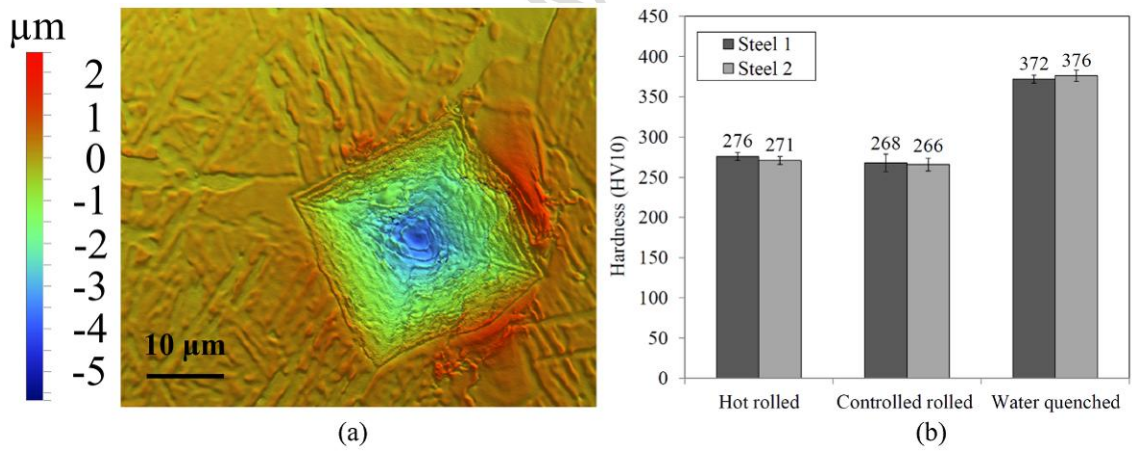 µm
2
1
0
-1
-2
-3
-4
-5
10 µm
(a)
450
400
350
300
250
200
150
100
50
0
Hardness (HV10)
Steel 1
Steel 2
276
271
268
266
372
376
Hot rolled
Controlled rolled
Water quenched
(b)